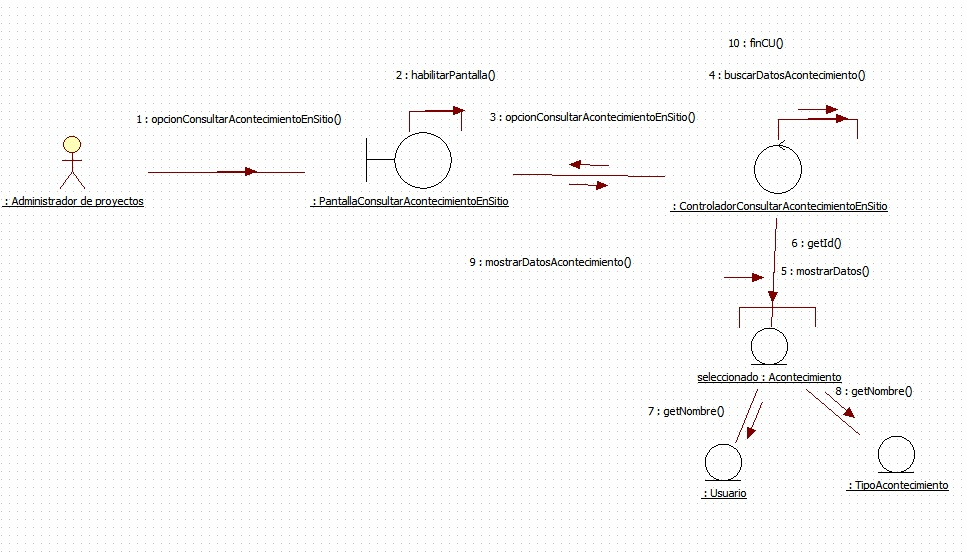 10 : finCU()
2 : habilitarPantalla()
4 : buscarDatosAcontecimiento()
1 : opcionConsultarAcontecimientoEnSitio()
3 : opcionConsultarAcontecimientoEnSitio()
: Administrador de proyectos
: PantallaConsultarAcontecimientoEnSitio
: ControladorConsultarAcontecimientoEnSitio
6 : getId()
9 : mostrarDatosAcontecimiento()
5 : mostrarDatos()
seleccionado : Acontecimiento
8 : getNombre()
7 : getNombre()
: Usuario
: TipoAcontecimiento